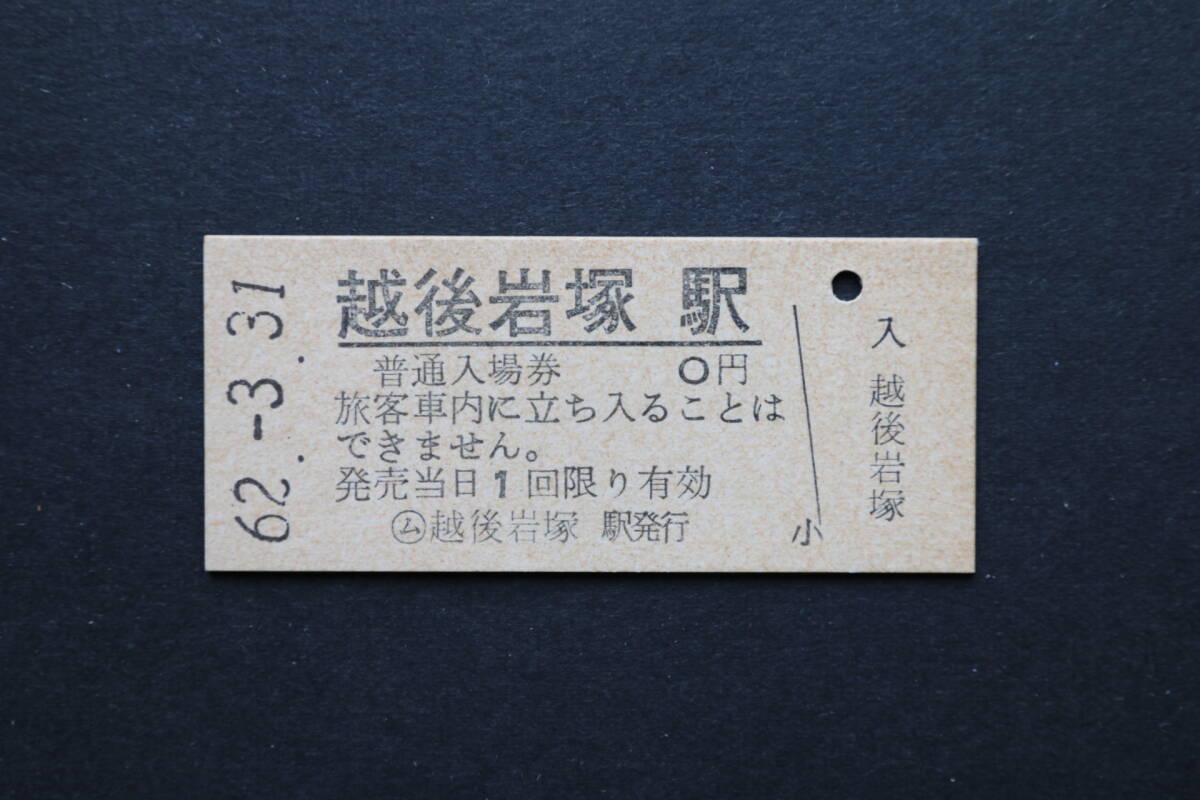 62.-3.31
越後岩塚 駅
普通入場券 0円
旅客車内に立ち入ることは
できません。
発売当日1回限り有効
㋰越後岩塚 駅発行
小
入
越後岩塚